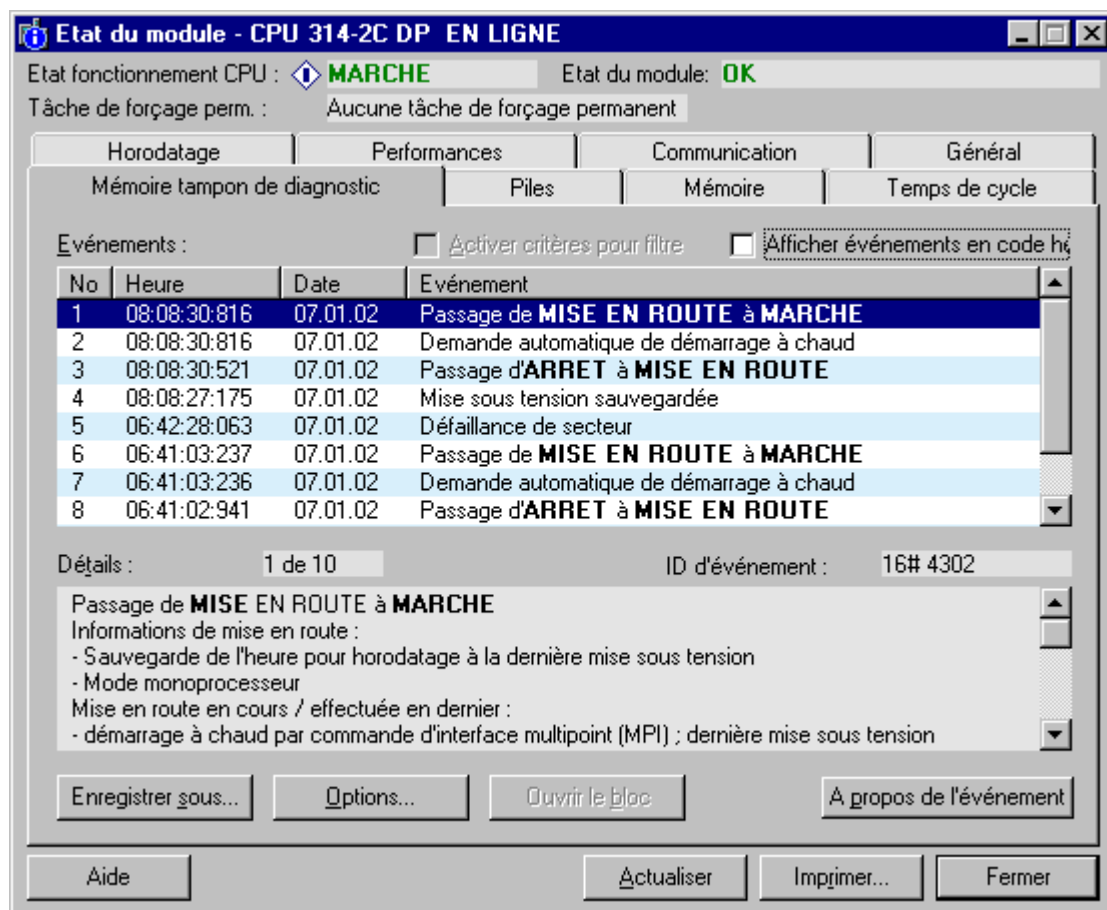 Etat du module - CPU 314-2C DP EN LIGNE
Etat fonctionnement CPU : MARCHE Etat du module: OK
Tâche de forçage perm. : Aucune tâche de forçage permanent
Horodatage Performances Communication Général
Mémoire tampon de diagnostic Piles Mémoire Temps de cycle
Evénements : Activer critères pour filtre Afficher événements en code he
No Heure Date Evénement
1 08:08:30:816 07.01.02 Passage de MISE EN ROUTE à MARCHE
2 08:08:30:816 07.01.02 Demande automatique de démarrage à chaud
3 08:08:30:521 07.01.02 Passage d'ARRET à MISE EN ROUTE
4 08:08:27:175 07.01.02 Mise sous tension sauvegardée
5 06:42:28:063 07.01.02 Défaillance de secteur
6 06:41:03:237 07.01.02 Passage de MISE EN ROUTE à MARCHE
7 06:41:03:236 07.01.02 Demande automatique de démarrage à chaud
8 06:41:02:941 07.01.02 Passage d'ARRET à MISE EN ROUTE
Détails : 1 de 10 ID d'événement : 16# 4302
Passage de MISE EN ROUTE à MARCHE
Informations de mise en route :
- Sauvegarde de l'heure pour horodatage à la dernière mise sous tension
- Mode monoprocesseur
Mise en route en cours / effectuée en dernier :
- démarrage à chaud par commande d'interface multipoint (MPI) ; dernière mise sous tension
Enregistrer sous... Options... Ouvrir le bloc A propos de l'événement
Aide Actualiser Imprimer... Fermer